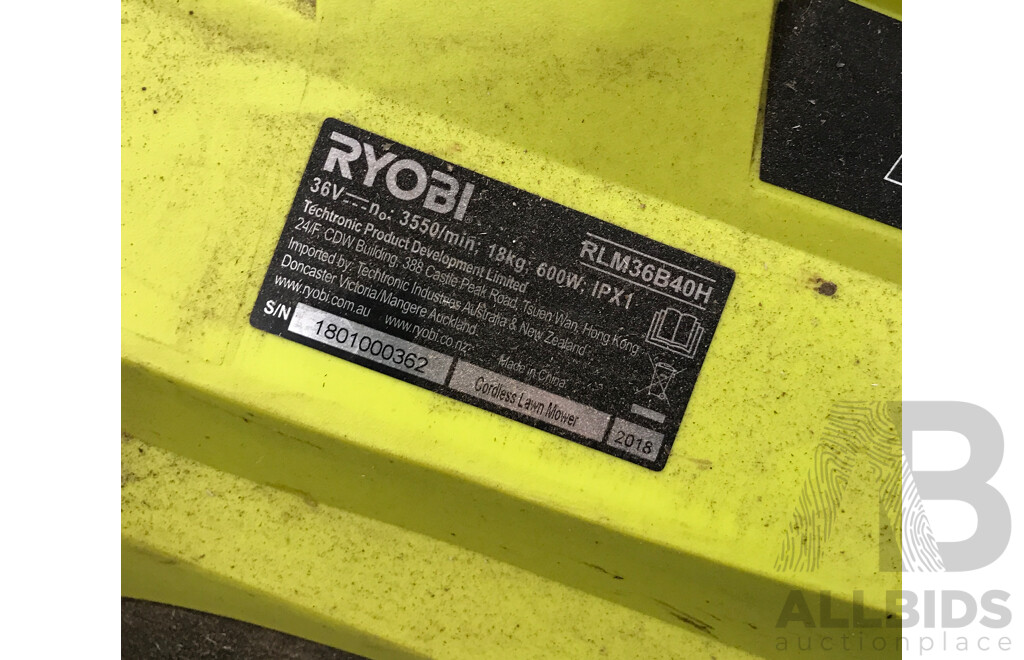 RYOBI
RLM36B40H
36V⎓n₀: 3550/min; 18kg; 600W; IPX1
Techtronic Product Development Limited
24/F, CDW Building, 388 Castle Peak Road, Tsuen Wan, Hong Kong
Imported by: Techtronic Industries Australia & New Zealand
Doncaster Victoria/Mangere Auckland.
www.ryobi.com.au www.ryobi.co.nz
Made in China
S/N 1801000362 Cordless Lawn Mower 2018
AB
ALLBIDS
auctionplace